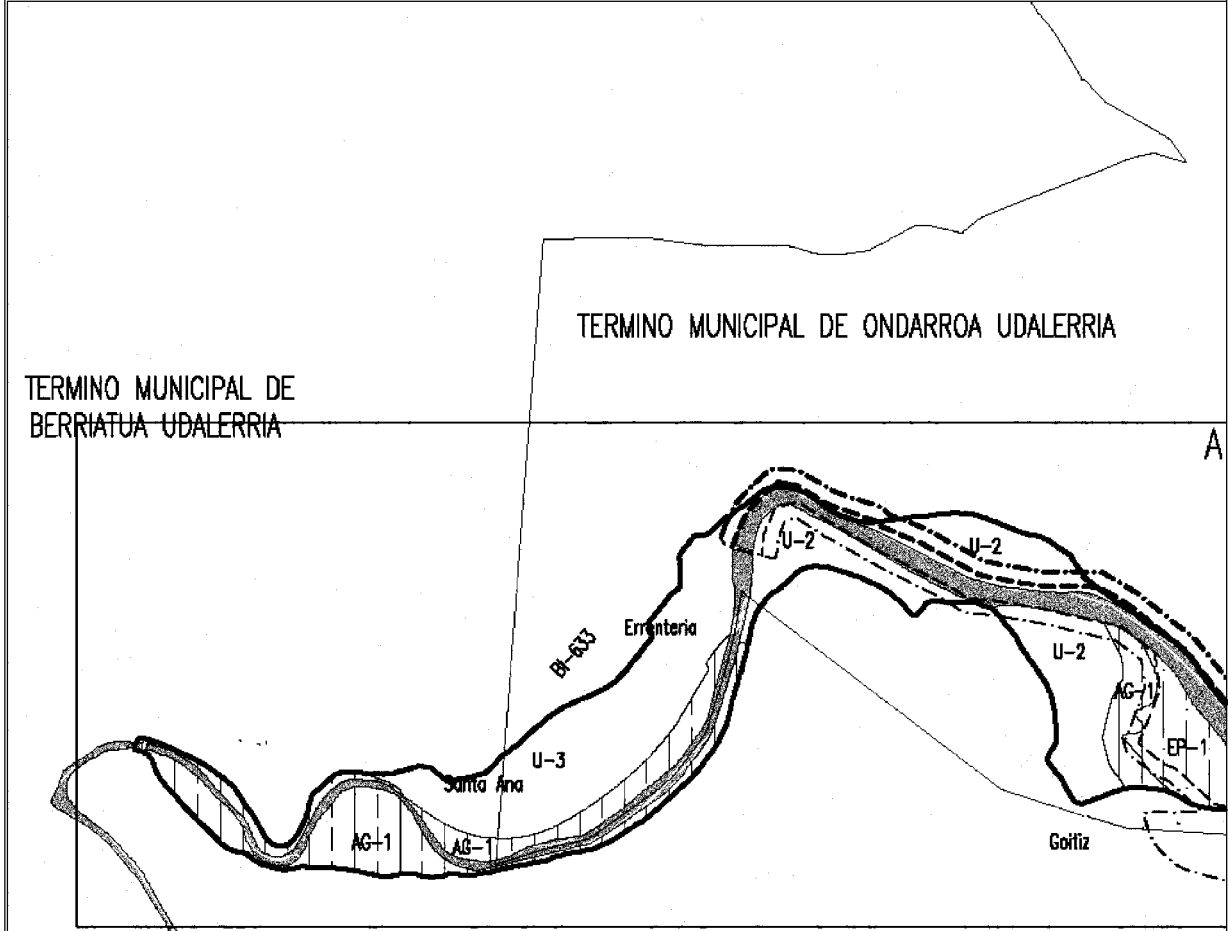 TERMINO MUNICIPAL DE ONDARROA UDALERRIA
TERMINO MUNICIPAL DE
BERRIATUA UDALERRIA
A
U-2
U-2
Errenteria
BI-633
U-2
AG-1
EP-1
U-3
Santa Ana
AG-1
AG-1
Goitiz